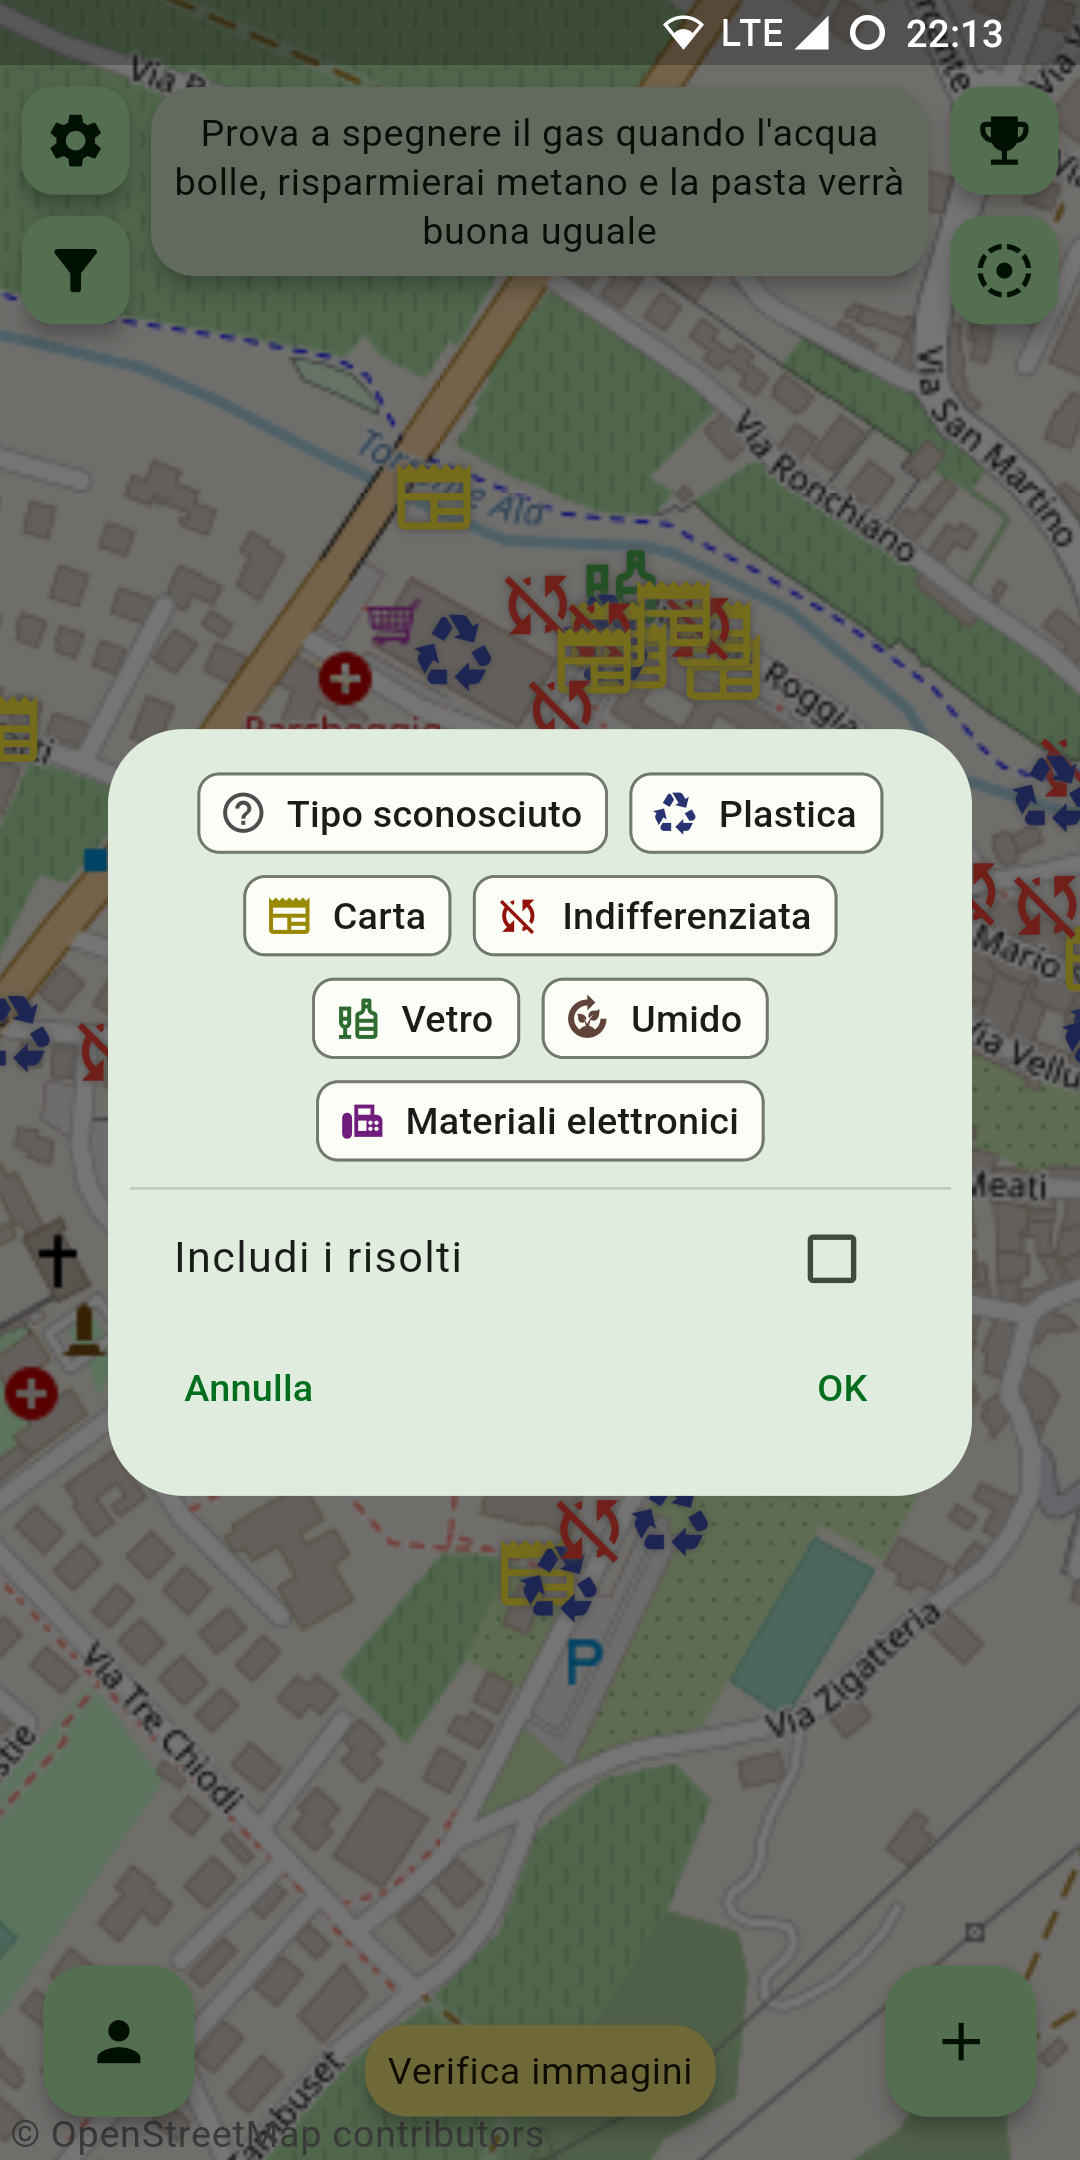 LTE 22:13
Prova a spegnere il gas quando l'acqua
bolle, risparmierai metano e la pasta verrà
buona uguale
Via San Martino
Via Ronchiano
Roggia
Tipo sconosciuto
Plastica
Carta
Indifferenziata
Mario
Vetro
Umido
Materiali elettronici
Meati
Includi i risolti
Annulla
OK
P
Via Zigatteria
Via Tre Chiodi
Verifica immagini
© OpenStreetMap contributors